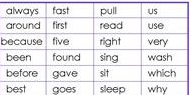 always fast pull us
around first read use
because five right very
been found sing wash
before gave sit which
best goes sleep why